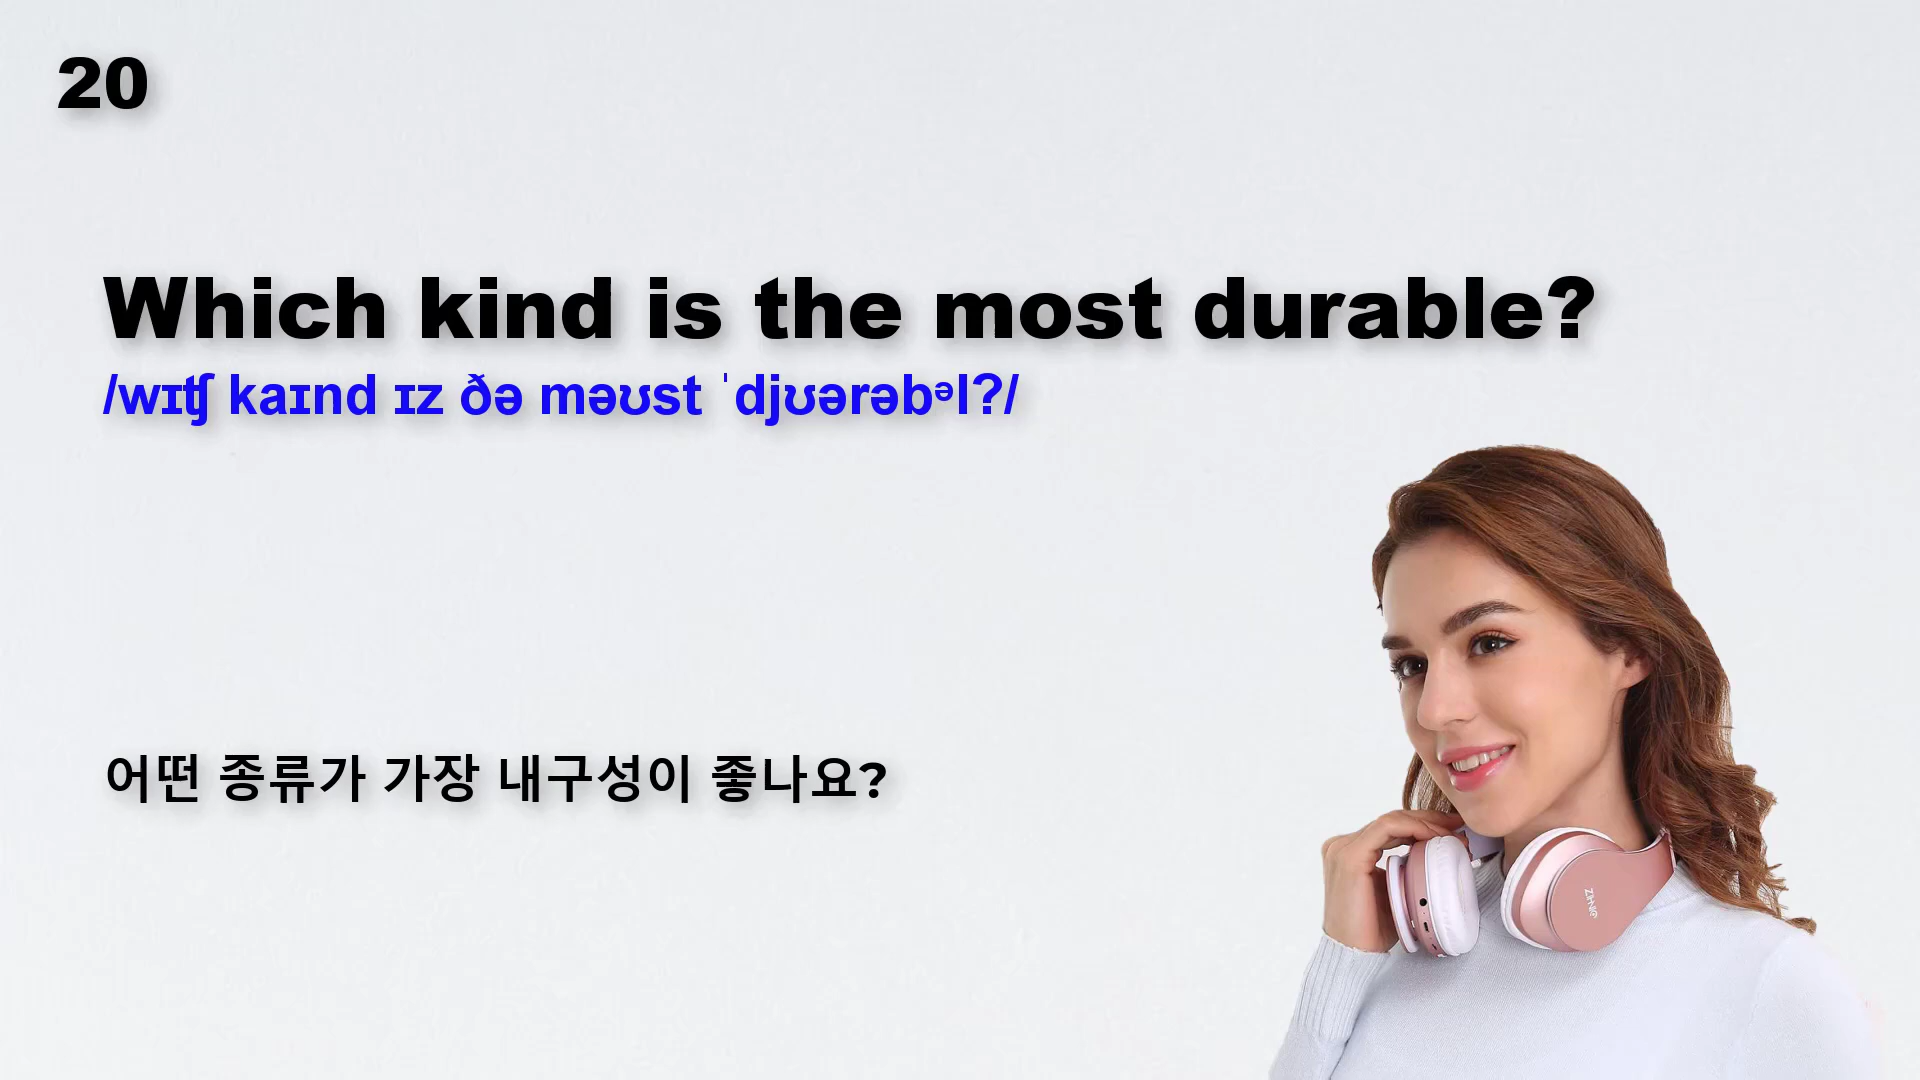 20
Which kind is the most durable?
/wɪʧ kaɪnd ɪz ðə məʊst ˈdjʊərəbᵊl?/
어떤 종류가 가장 내구성이 좋나요?